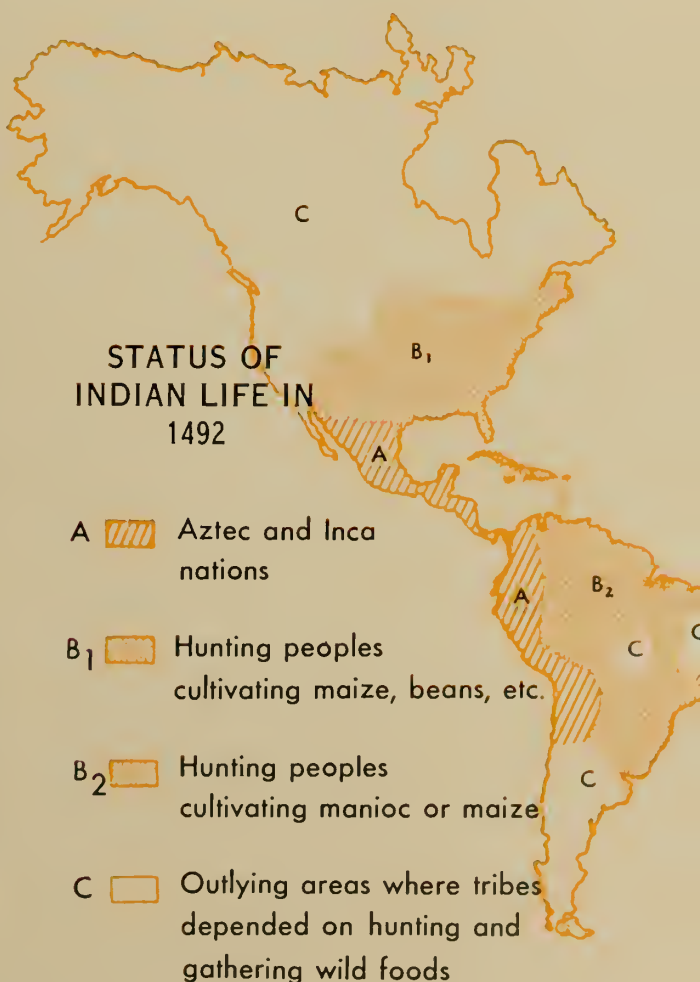 C
B₁
STATUS OF
INDIAN LIFE IN
1492
A
A Aztec and Inca
nations
A
B₂
C
C
B₁ Hunting peoples
cultivating maize, beans, etc.
B₂ Hunting peoples
cultivating manioc or maize
C
C Outlying areas where tribes
depended on hunting and
gathering wild foods